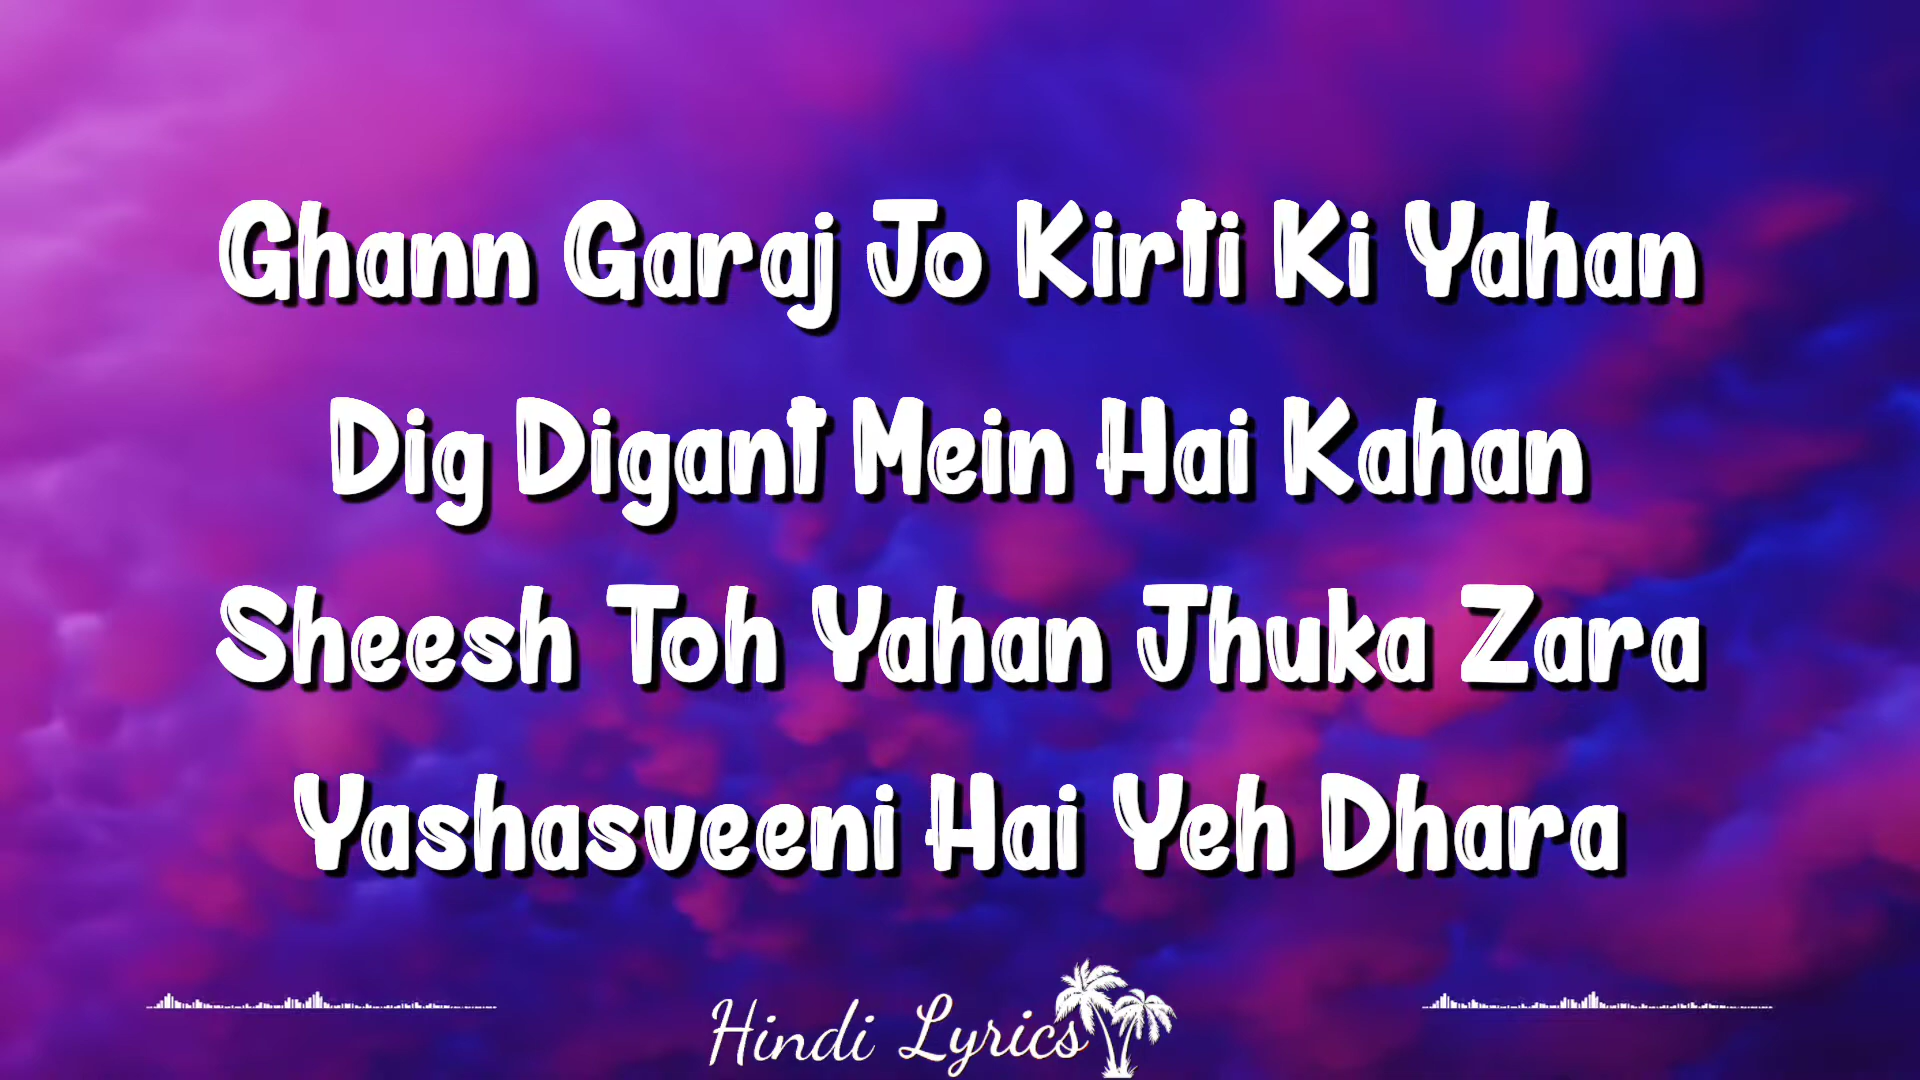 Ghann Garaj Jo Kirti Ki Yahan
Dig Digant Mein Hai Kahan
Sheesh Toh Yahan Jhuka Zara
Yashasveeni Hai Yeh Dhara
Hindi Lyrics